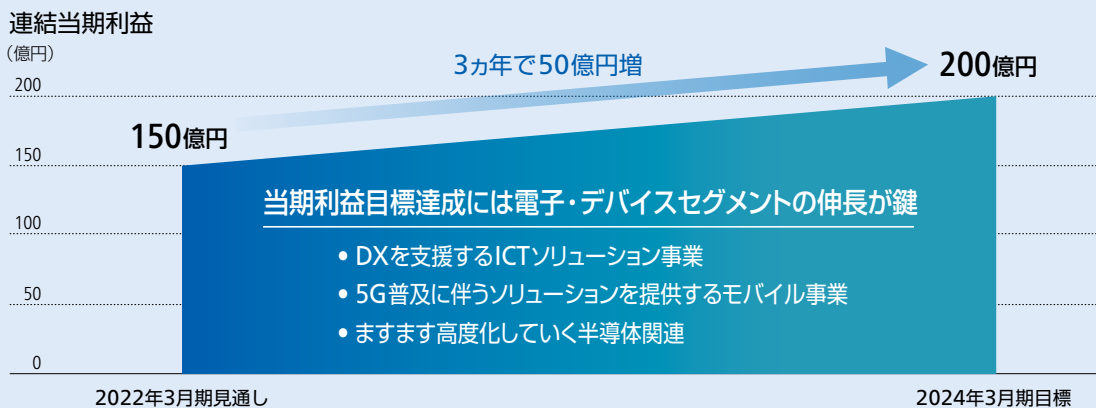 連結当期利益
（億円）
3ヵ年で50億円増
200億円
200
150億円
150
当期利益目標達成には電子・デバイスセグメントの伸長が鍵
100
• DXを支援するICTソリューション事業
• 5G普及に伴うソリューションを提供するモバイル事業
50
• ますます高度化していく半導体関連
0
2022年3月期見通し
2024年3月期目標